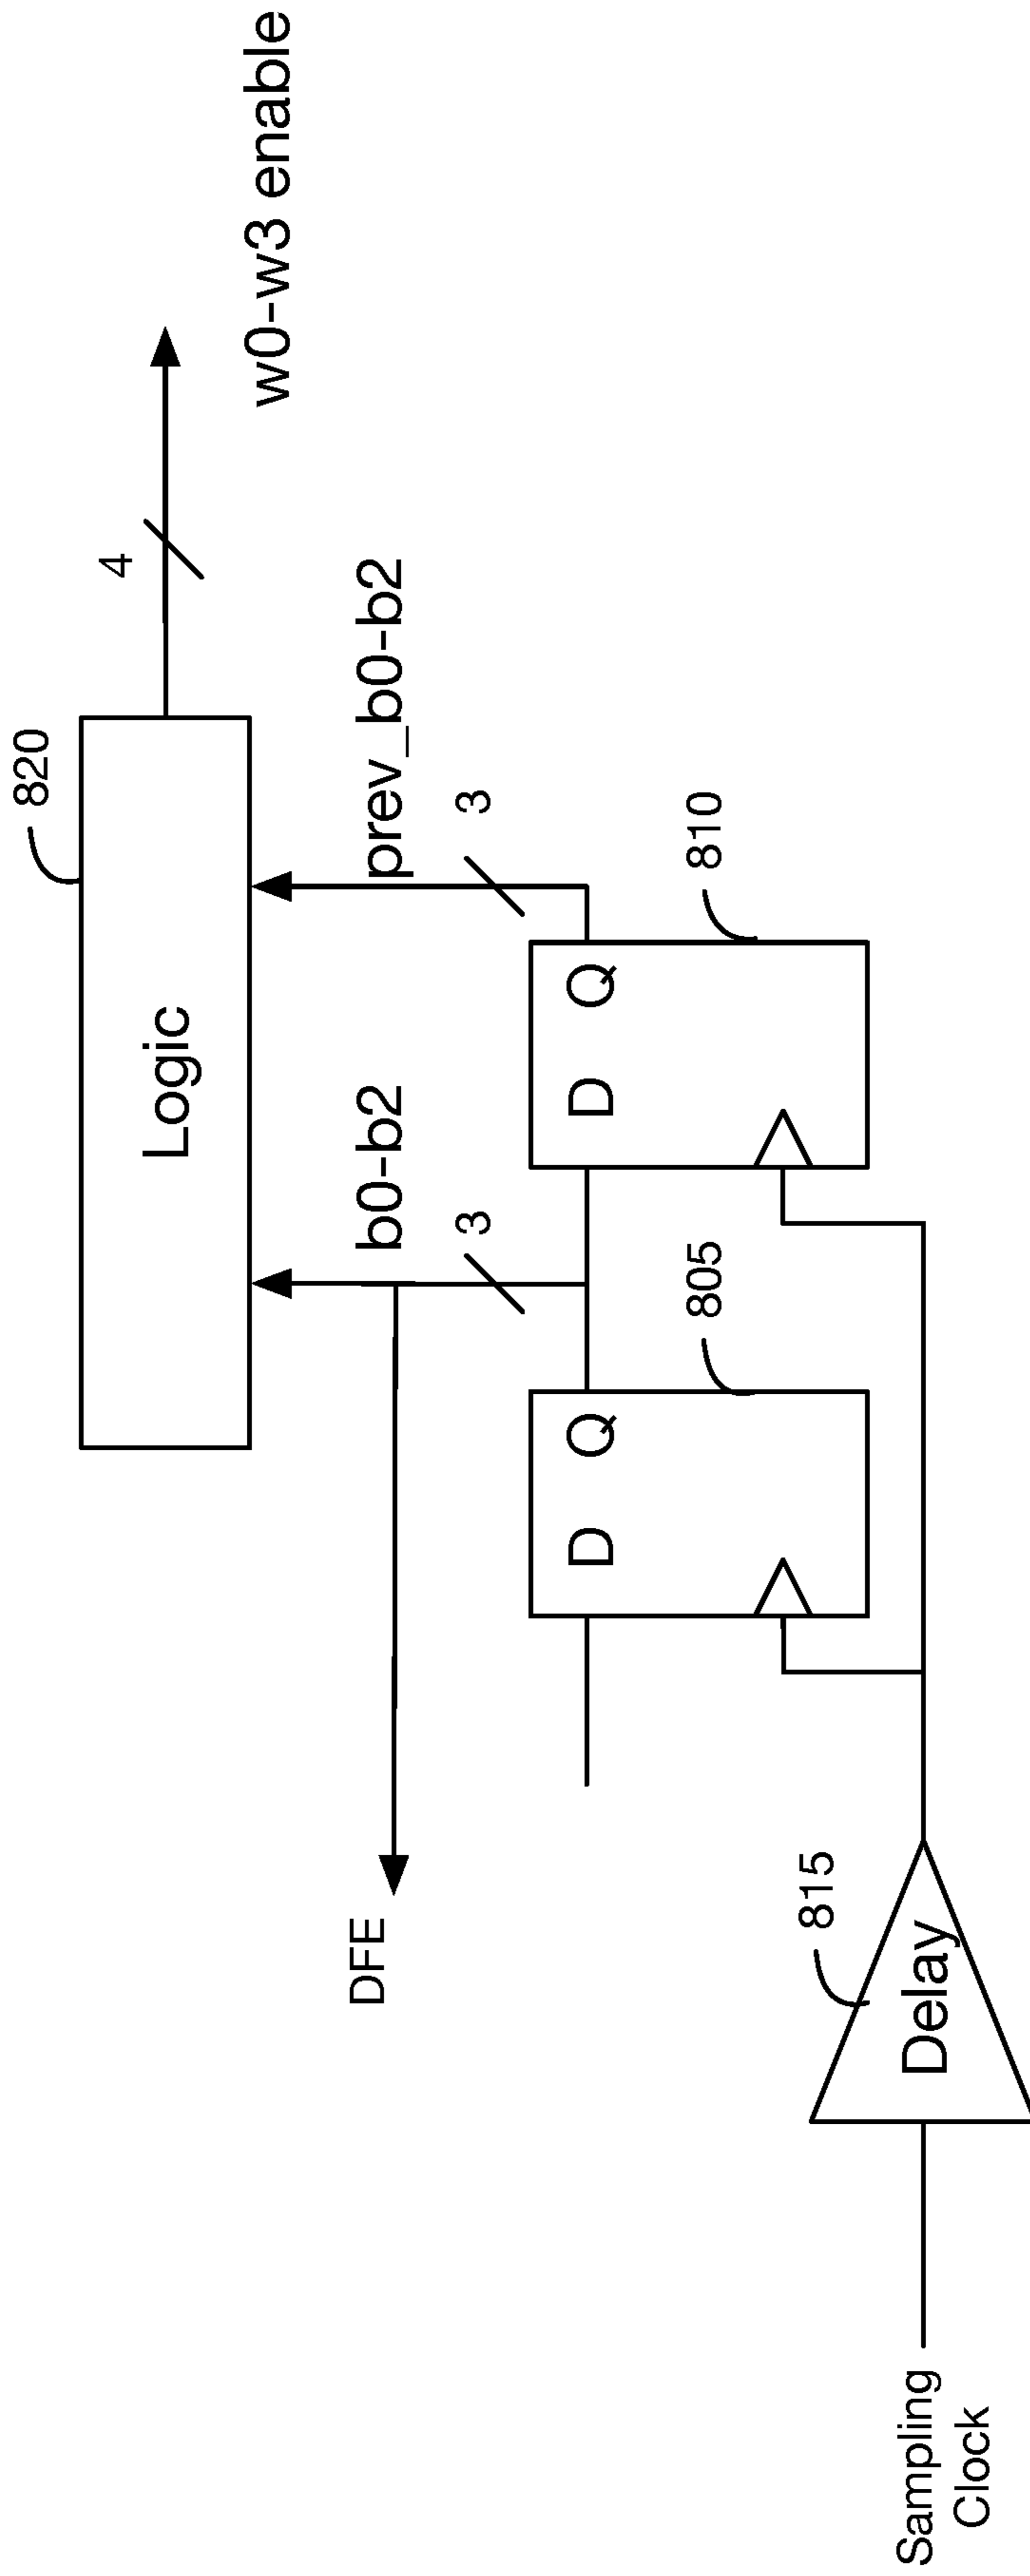 820
Logic
4
w0-w3 enable
b0-b2
prev_b0-b2
3
3
DFE
D Q
805
D Q
810
815
Delay
Sampling
Clock